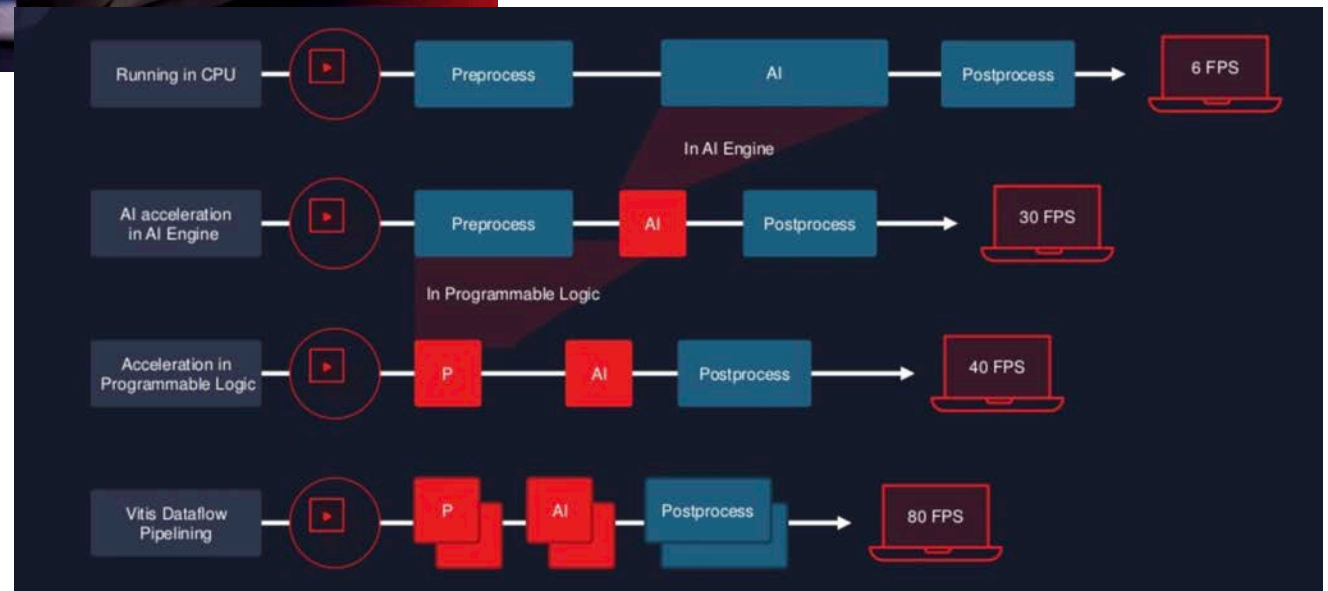 Running in CPU
Preprocess
AI
Postprocess
6 FPS
In AI Engine
AI acceleration
in AI Engine
Preprocess
AI
Postprocess
30 FPS
In Programmable Logic
Acceleration in
Programmable Logic
P
AI
Postprocess
40 FPS
Vitis Dataflow
Pipelining
P
AI
Postprocess
80 FPS